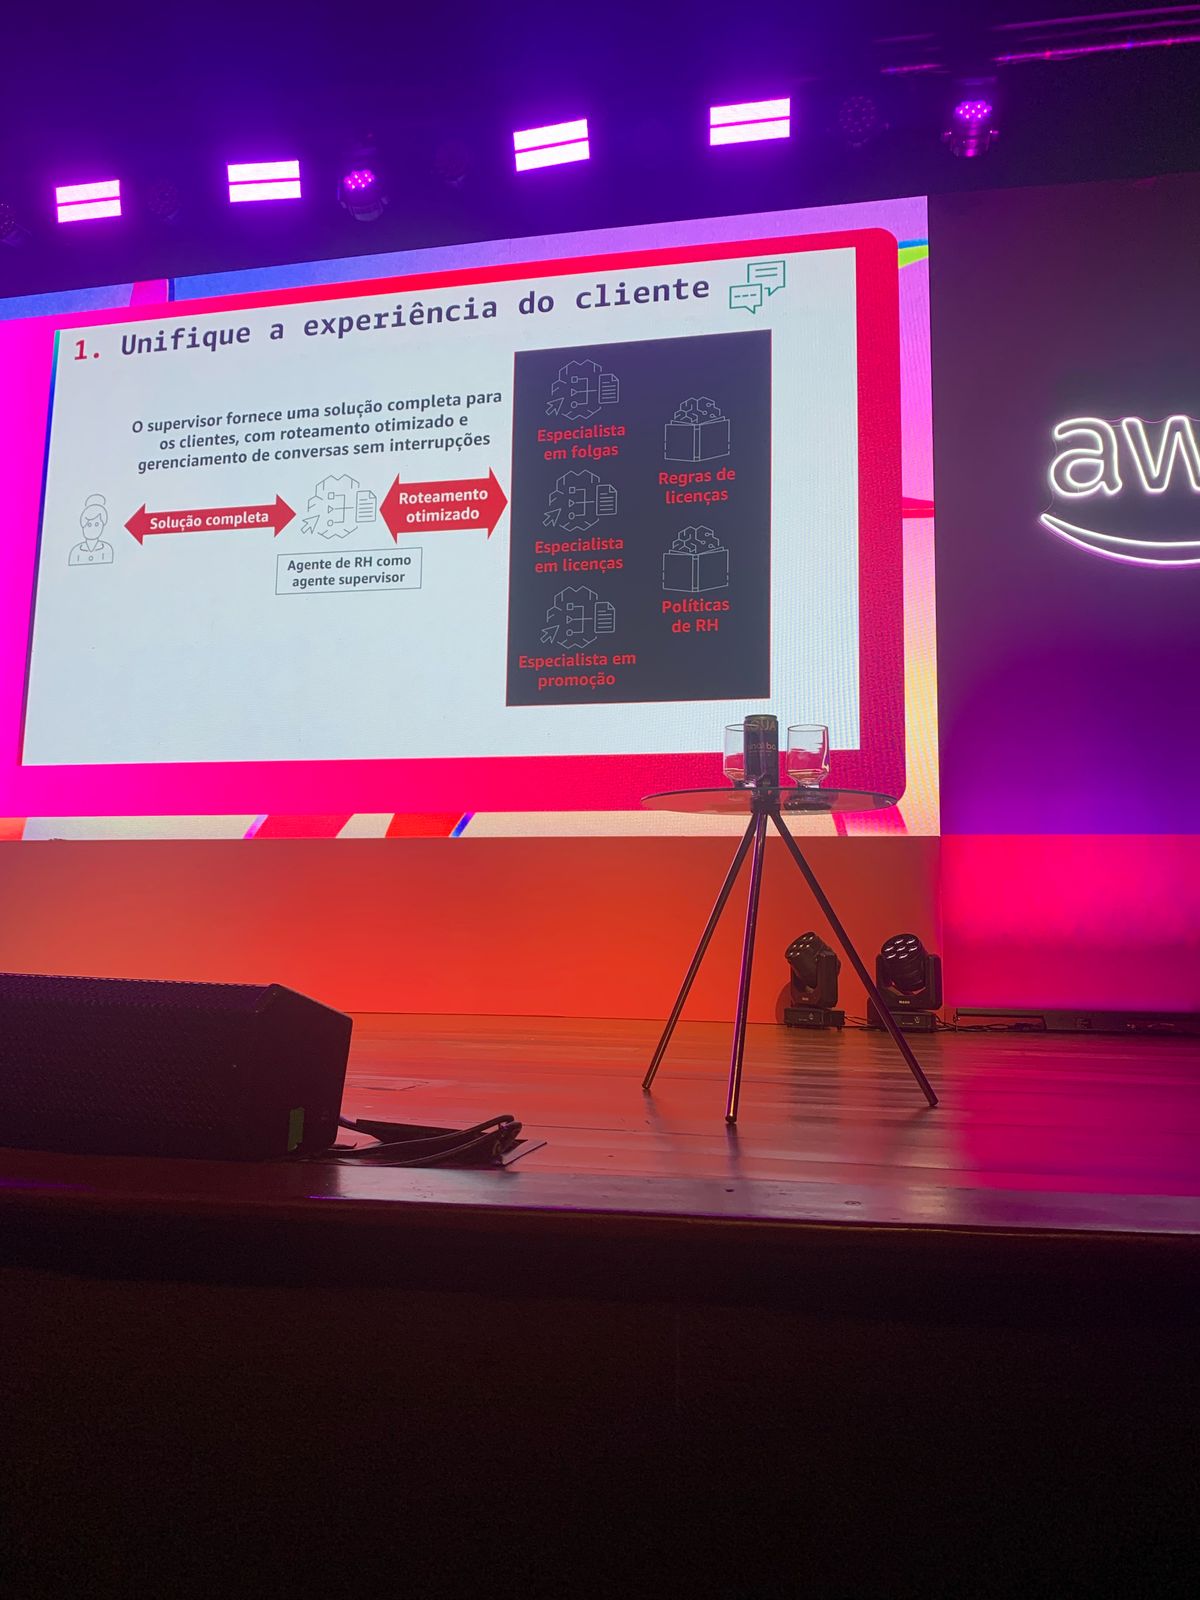 1. Unifique a experiência do cliente
O supervisor fornece uma solução completa para
os clientes, com roteamento otimizado e
gerenciamento de conversas sem interrupções
Solução completa
Roteamento
otimizado
Agente de RH como
agente supervisor
Especialista
em folgas
Especialista
em licenças
Especialista em
promoção
Regras de
licenças
Políticas
de RH
aw